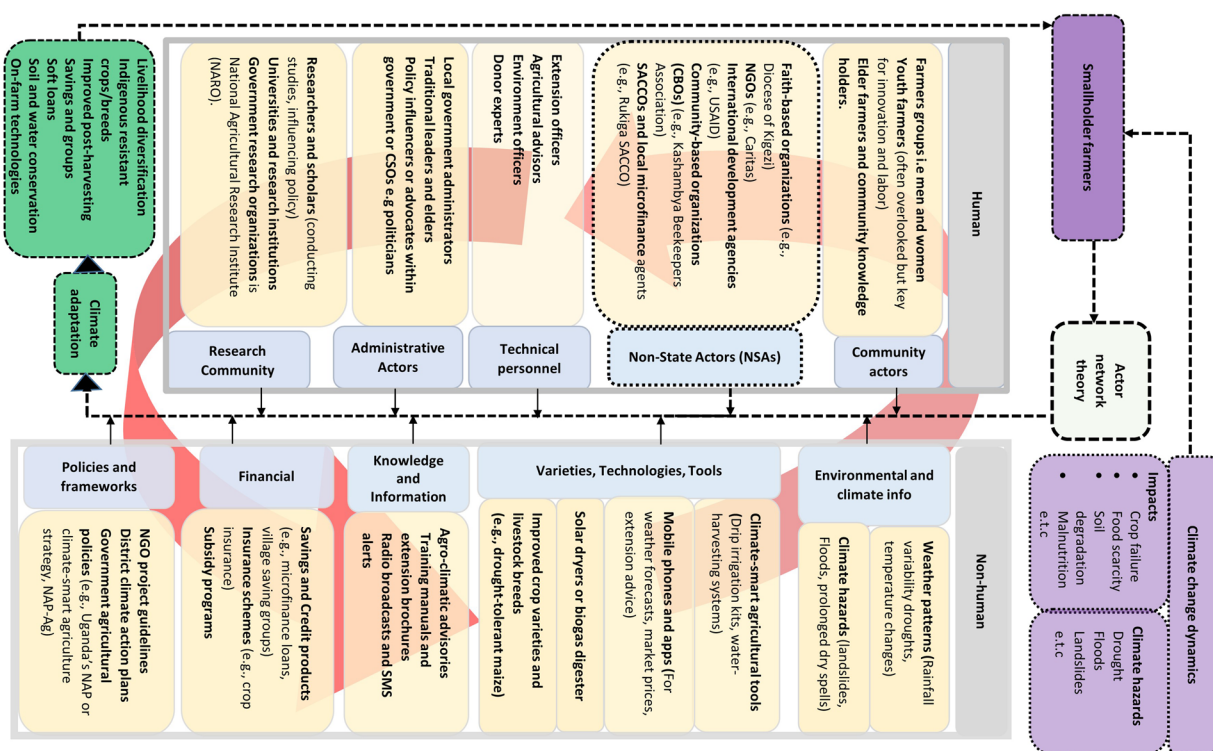 Climate change dynamics
Impacts
• Crop failure
• Food scarcity
• Soil
degradation
• Malnutrition
e.t.c
Climate hazards
Drought
Floods
Landslides
e.t.c
Smallholder farmers
Actor
network
theory
Human
Farmers groups i.e men and women
Youth farmers (often overlooked but key
for innovation and labor)
Elder farmers and community knowledge
holders.
Community
actors
Faith-based organizations (e.g.,
Diocese of Kigezi)
NGOs (e.g., Caritas)
International development agencies
(e.g., USAID)
Community-based organizations
(CBOs) (e.g., Kashambya Beekeepers
Association)
SACCOs and local microfinance agents
(e.g., Rukiga SACCO)
Non-State Actors (NSAs)
Extension officers
Agricultural advisors
Environment officers
Donor experts
Technical
personnel
Local government administrators
Traditional leaders and elders
Policy influencers or advocates within
government or CSOs e.g politicians
Administrative
Actors
Researchers and scholars (conducting
studies, influencing policy)
Universities and research institutions
Government research organizations is
National Agricultural Research Institute
(NARO).
Research
Community
Non-human
Environmental and
climate info
Weather patterns (Rainfall
variability droughts,
temperature changes)
Climate hazards (landslides,
Floods, prolonged dry spells)
Varieties, Technologies, Tools
Climate-smart agricultural tools
(Drip irrigation kits, water-
harvesting systems)
Mobile phones and apps (For
weather forecasts, market prices,
extension advice)
Solar dryers or biogas digester
Improved crop varieties and
livestock breeds
(e.g., drought-tolerant maize)
Knowledge
and
Information
Agro-climatic advisories
Training manuals and
extension brochures
Radio broadcasts and SMS
alerts
Financial
Savings and Credit products
(e.g., microfinance loans,
village saving groups)
Insurance schemes (e.g., crop
insurance)
Subsidy programs
Policies and
frameworks
NGO project guidelines
District climate action plans
Government agricultural
policies (e.g., Uganda's NAP or
climate-smart agriculture
strategy, NAP-Ag)
Climate
adaptation
Livelihood diversification
Indigenous resistant
crops/breeds
Improved post-harvesting
Savings and groups
Soft loans
Soil and water conservation
On-farm technologies